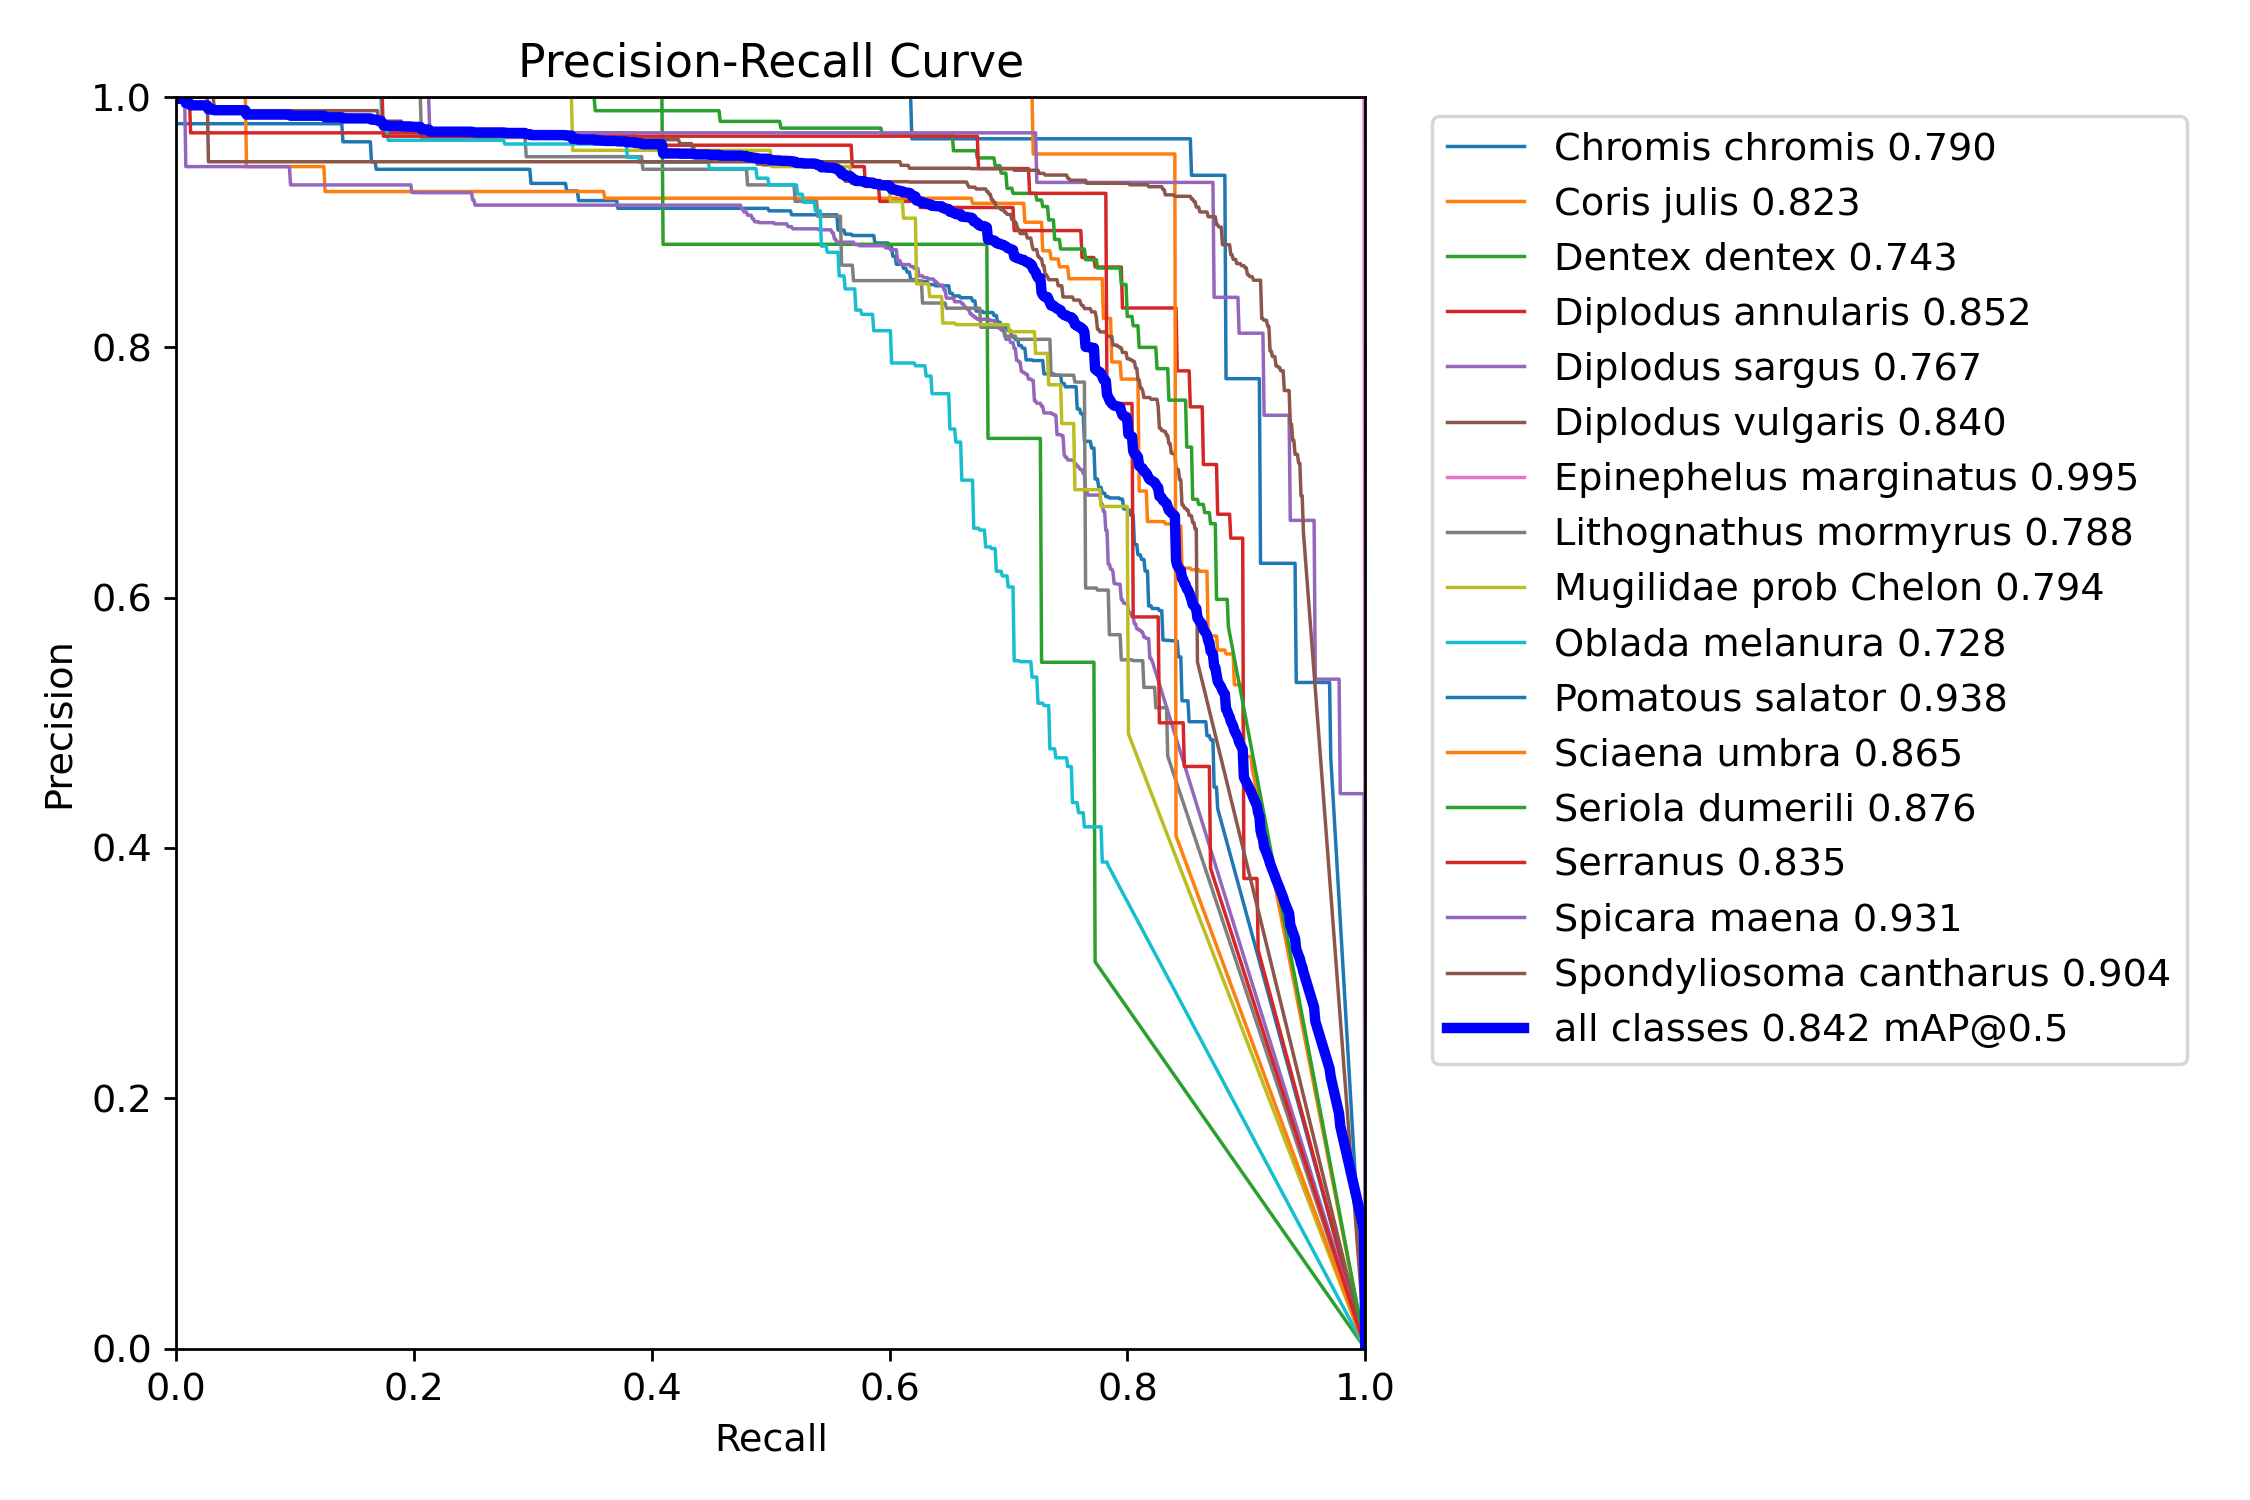 Precision-Recall Curve
1.0
0.8
0.6
0.4
0.2
0.0
Precision
0.0 0.2 0.4 0.6 0.8 1.0
Recall
Chromis chromis 0.790
Coris julis 0.823
Dentex dentex 0.743
Diplodus annularis 0.852
Diplodus sargus 0.767
Diplodus vulgaris 0.840
Epinephelus marginatus 0.995
Lithognathus mormyrus 0.788
Mugilidae prob Chelon 0.794
Oblada melanura 0.728
Pomatous salator 0.938
Sciaena umbra 0.865
Seriola dumerili 0.876
Serranus 0.835
Spicara maena 0.931
Spondyliosoma cantharus 0.904
all classes 0.842 mAP@0.5